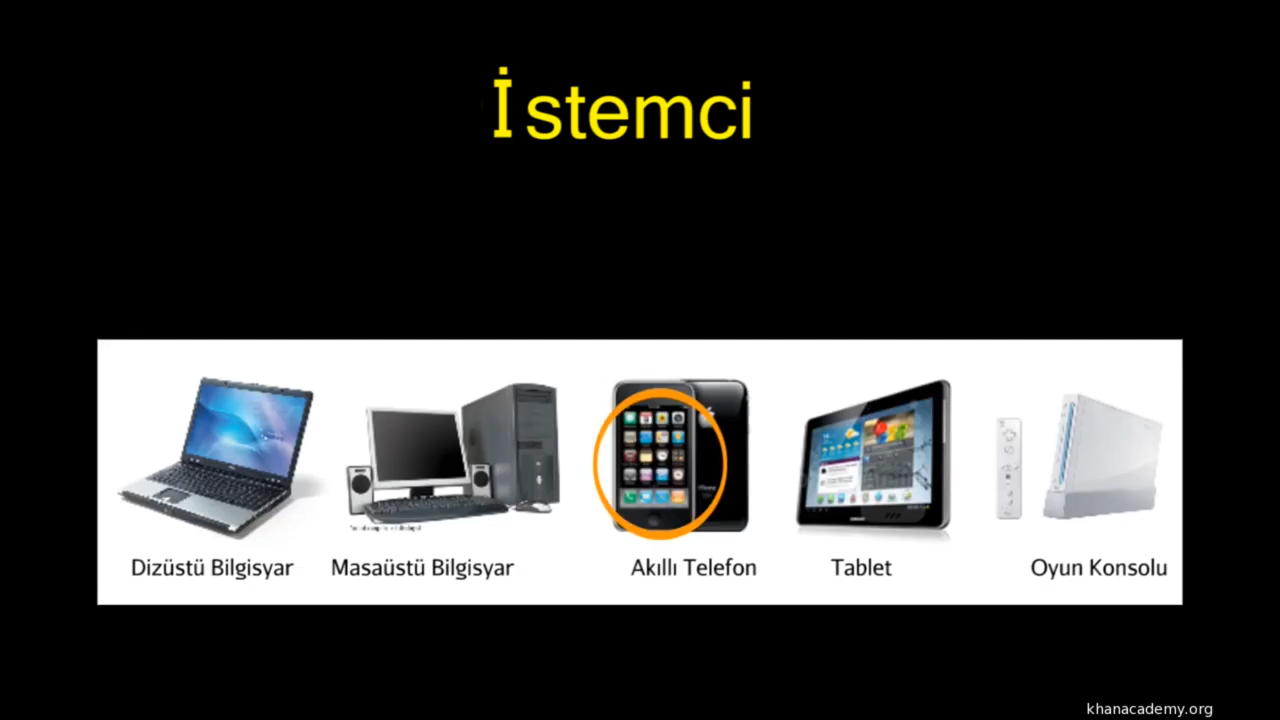 İstemci
Dizüstü Bilgisyar Masaüstü Bilgisyar Akıllı Telefon Tablet Oyun Konsolu
khanacademy.org